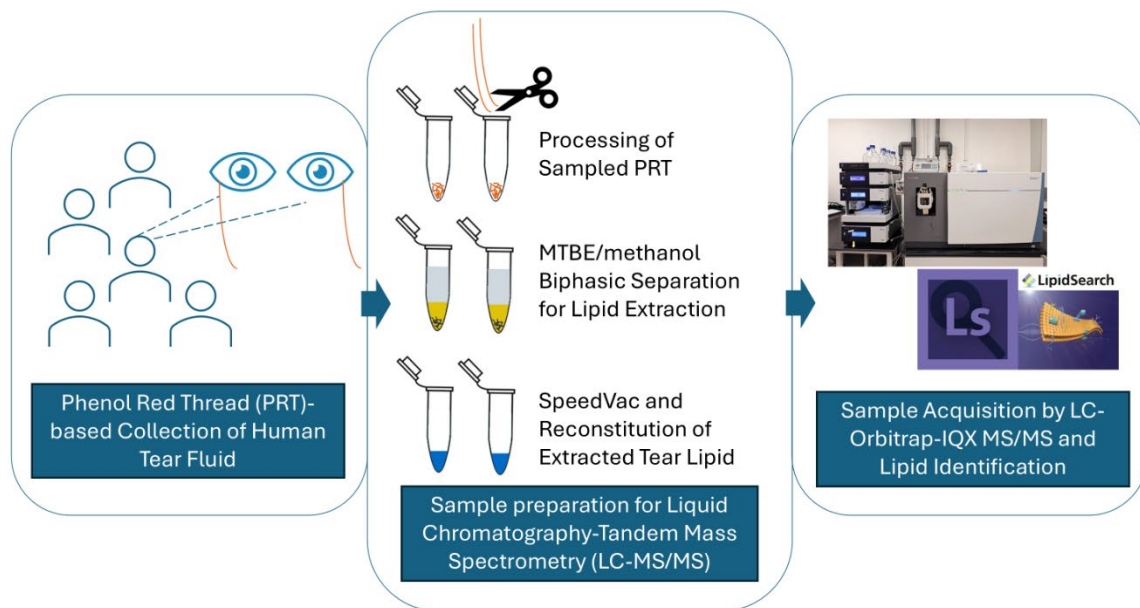 Phenol Red Thread (PRT)-
based Collection of Human
Tear Fluid
Processing of
Sampled PRT
MTBE/methanol
Biphasic Separation
for Lipid Extraction
SpeedVac and
Reconstitution of
Extracted Tear Lipid
Sample preparation for Liquid
Chromatography-Tandem Mass
Spectrometry (LC-MS/MS)
Ls
LipidSearch
Sample Acquisition by LC-
Orbitrap-IQX MS/MS and
Lipid Identification